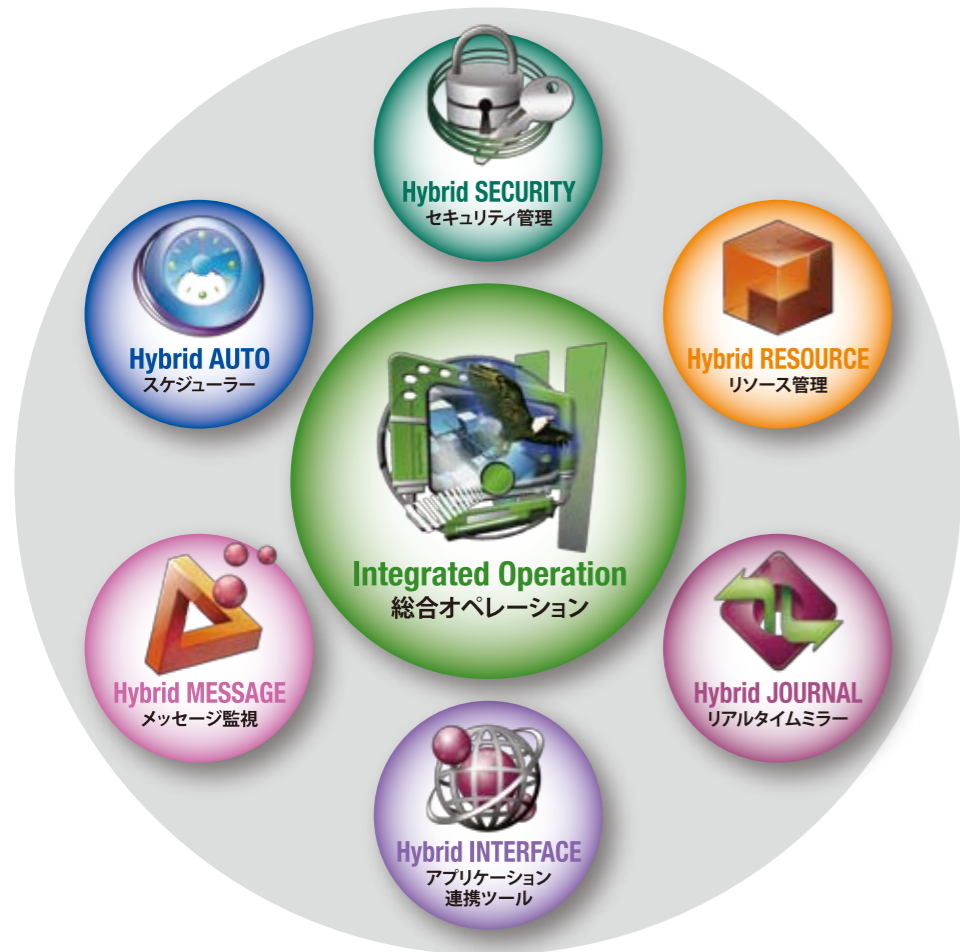 Hybrid SECURITY
セキュリティ管理
Hybrid AUTO
スケジューラー
Hybrid RESOURCE
リソース管理
Integrated Operation
総合オペレーション
Hybrid MESSAGE
メッセージ監視
Hybrid JOURNAL
リアルタイムミラー
Hybrid INTERFACE
アプリケーション
連携ツール